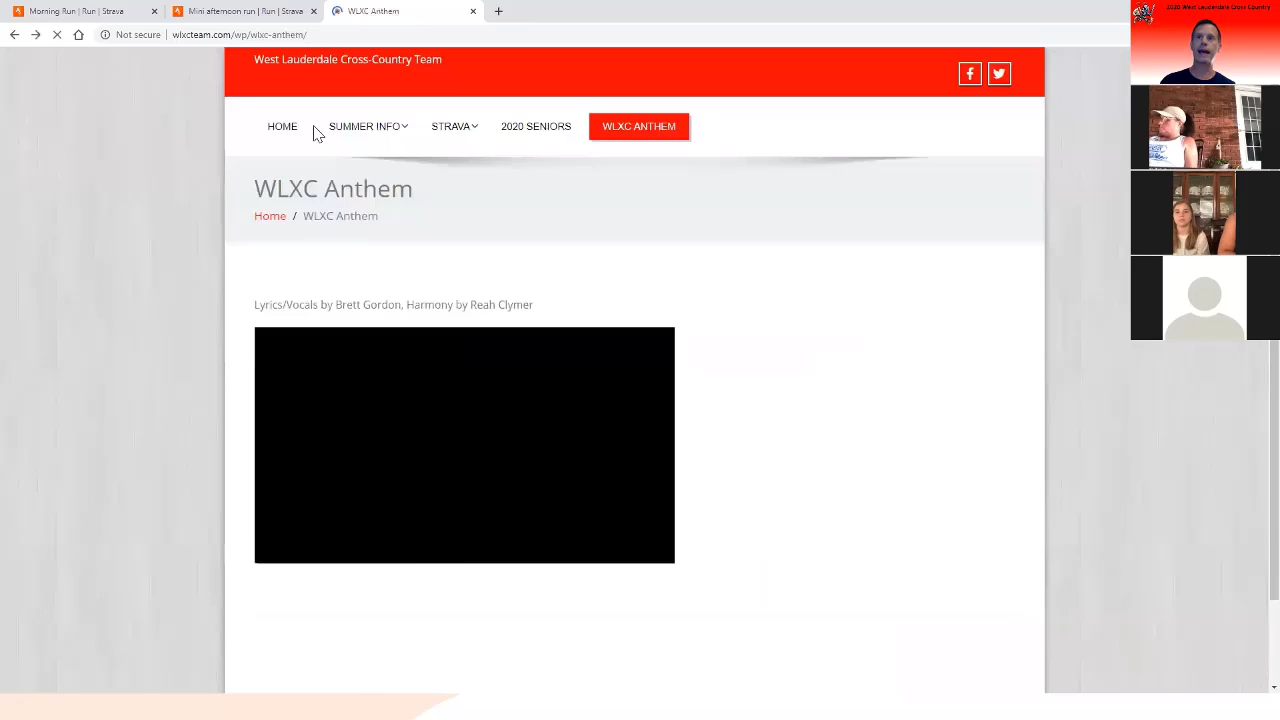 Morning Run | Run | Strava
Mini afternoon run | Run | Strava
WLXC Anthem
Not secure
wlxcteam.com/wp/wlxc-anthem/
2020 West Lauderdale Cross Country
West Lauderdale Cross-Country Team
HOME
SUMMER INFO
STRAVA
2020 SENIORS
WLXC ANTHEM
WLXC Anthem
Home / WLXC Anthem
Lyrics/Vocals by Brett Gordon, Harmony by Reah Clymer